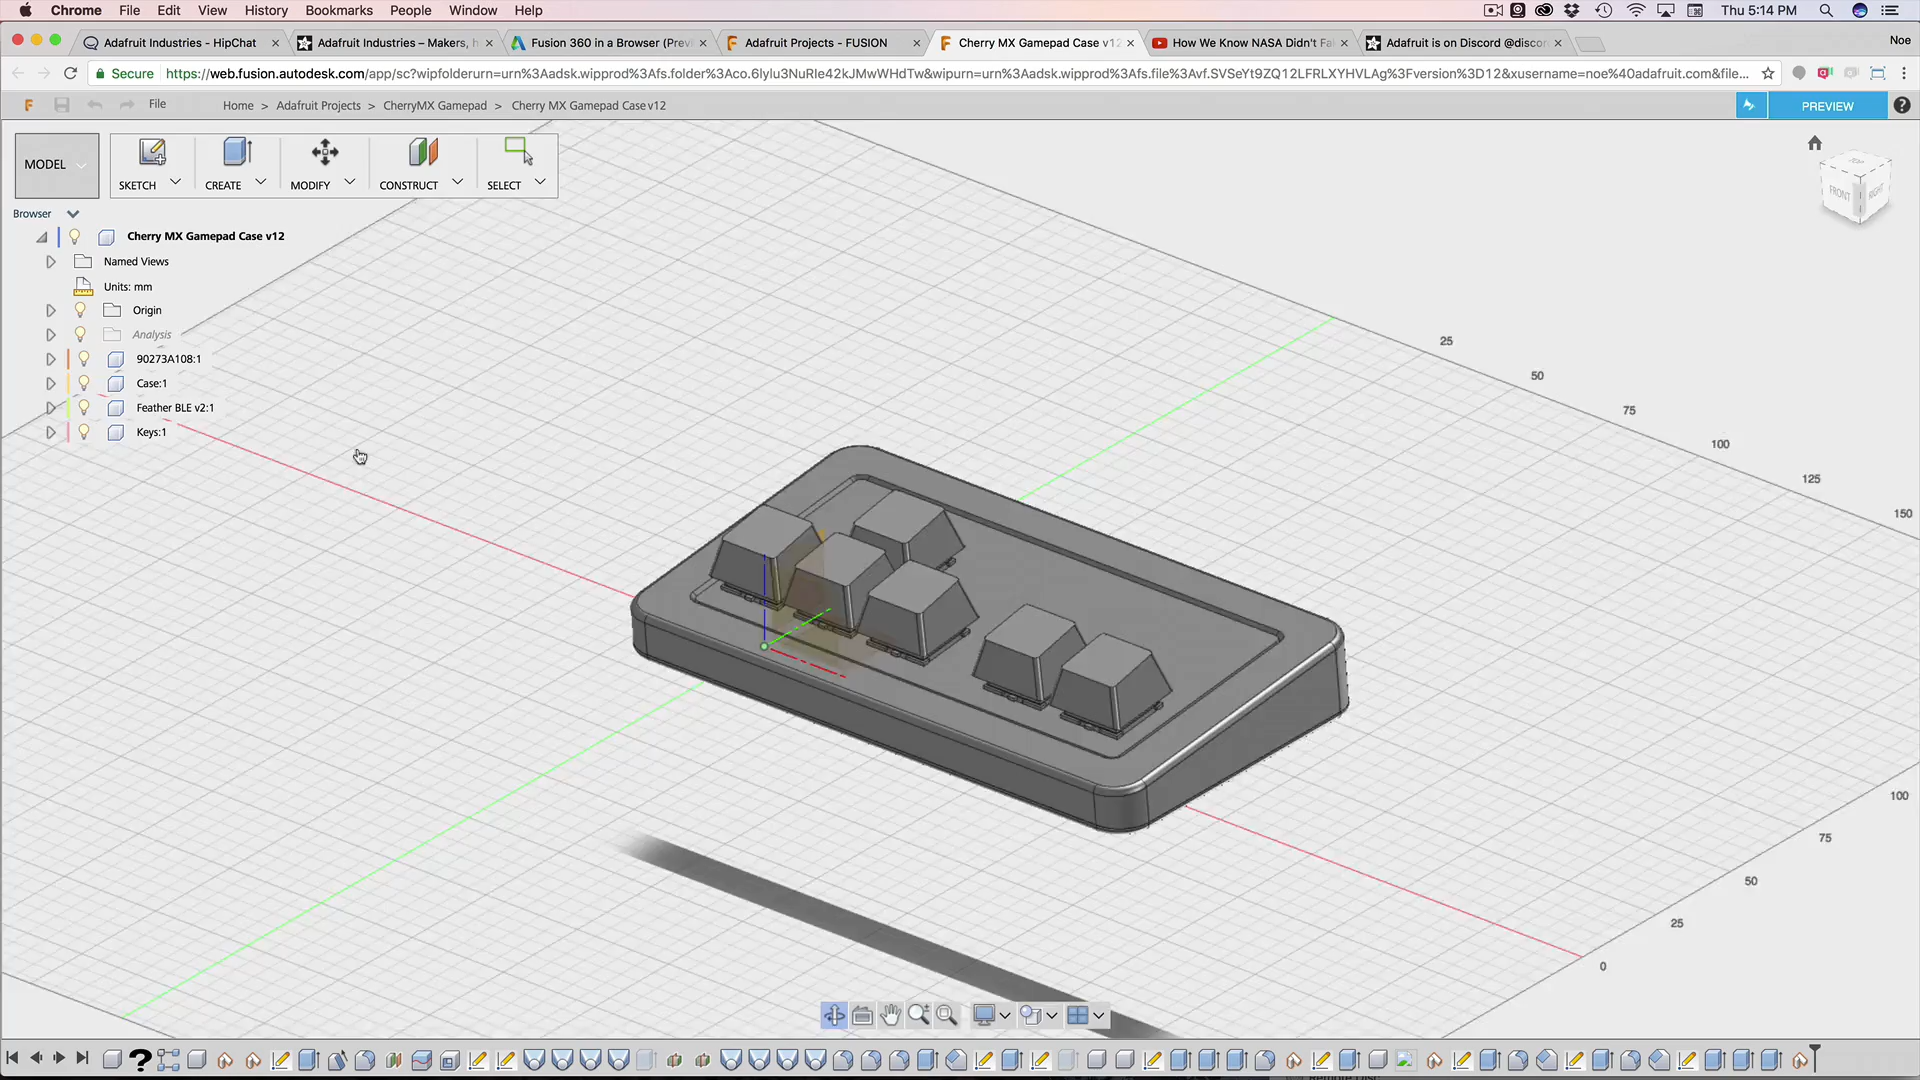 Chrome File Edit View History Bookmarks People Window Help Thu 5:14 PM
Adafruit Industries - HipChat Adafruit Industries – Makers, h Fusion 360 in a Browser (Prev Adafruit Projects - FUSION Cherry MX Gamepad Case v12 How We Know NASA Didn't Fa Adafruit is on Discord @discor Noe
Secure https://web.fusion.autodesk.com/app/sc?wipfolderurn=urn%3Aadsk.wipprod%3Afs.folder%3Aco.6lylu3NuRIe42kJMwWHdTw&wipurn=urn%3Aadsk.wipprod%3Afs.file%3Avf.SVSeYt9ZQ12LFRLXYHVLAg%3Fversion%3D12&xusername=noe%40adafruit.com&file...
File Home > Adafruit Projects > CherryMX Gamepad > Cherry MX Gamepad Case v12 PREVIEW
MODEL SKETCH CREATE MODIFY CONSTRUCT SELECT
TOP
FRONT RIGHT
Browser
Cherry MX Gamepad Case v12
Named Views
Units: mm
Origin
Analysis
90273A108:1
Case:1
Feather BLE v2:1
Keys:1
25
50
75
100
125
150
100
75
50
25
0